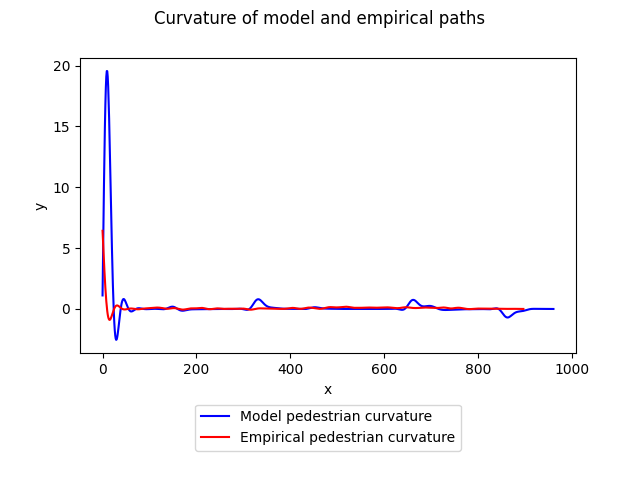 Curvature of model and empirical paths
20
15
10
5
0
y
0 200 400 600 800 1000
x
Model pedestrian curvature
Empirical pedestrian curvature